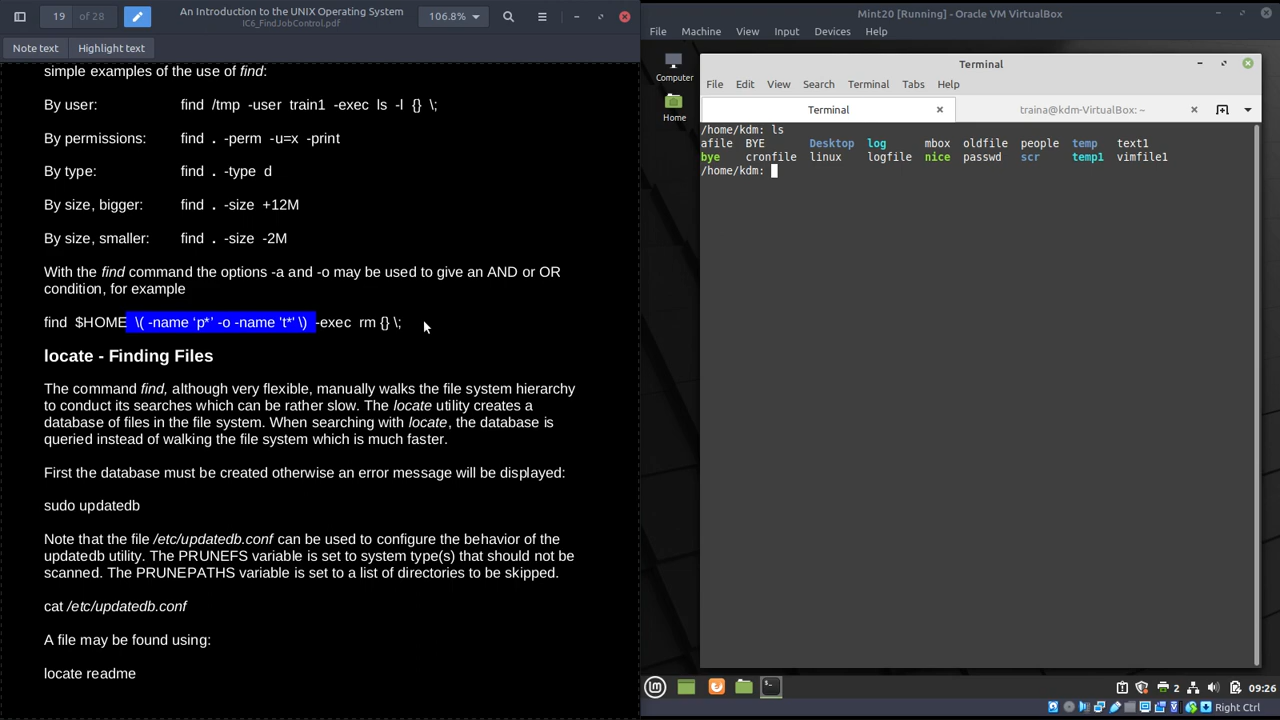 19 of 28
An Introduction to the UNIX Operating System
IC6_FindJobControl.pdf
106.8%
Note text Highlight text
simple examples of the use of find:
By user: find /tmp -user train1 -exec ls -l {} \;
By permissions: find . -perm -u=x -print
By type: find . -type d
By size, bigger: find . -size +12M
By size, smaller: find . -size -2M
With the find command the options -a and -o may be used to give an AND or OR
condition, for example
find $HOME \( -name ‘p*’ -o -name 't*' \) -exec rm {} \;
locate - Finding Files
The command find, although very flexible, manually walks the file system hierarchy
to conduct its searches which can be rather slow. The locate utility creates a
database of files in the file system. When searching with locate, the database is
queried instead of walking the file system which is much faster.
First the database must be created otherwise an error message will be displayed:
sudo updatedb
Note that the file /etc/updatedb.conf can be used to configure the behavior of the
updatedb utility. The PRUNEFS variable is set to system type(s) that should not be
scanned. The PRUNEPATHS variable is set to a list of directories to be skipped.
cat /etc/updatedb.conf
A file may be found using:
locate readme
Mint20 [Running] - Oracle VM VirtualBox
File Machine View Input Devices Help
Computer
Home
Terminal
File Edit View Search Terminal Tabs Help
Terminal traina@kdm-VirtualBox: ~
/home/kdm: ls
afile BYE Desktop log mbox oldfile people temp text1
bye cronfile linux logfile nice passwd scr temp1 vimfile1
/home/kdm:
2 09:26
Right Ctrl